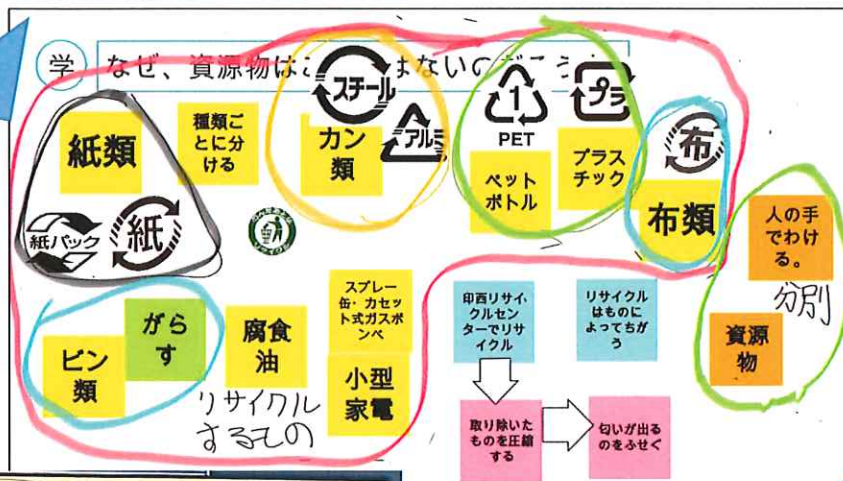 学
なぜ、資源物は
はないの
スチール
アルミ
1
PET
プラ
布
紙類
種類ご
とに分
ける
カン
類
ペット
ボトル
プラス
チック
布類
紙パック
紙
人の手
でわけ
る。
分別
資源
物
ビン
類
がら
す
腐食
油
スプレー
缶・カセッ
ト式ガスボ
ンベ
小型
家電
リサイクル
するもの
印西リサイ
クルセン
ターでリサ
イクル
リサイクル
はものに
よってちが
う
取り除いた
ものを圧縮
する
匂いが出る
のをふせぐ